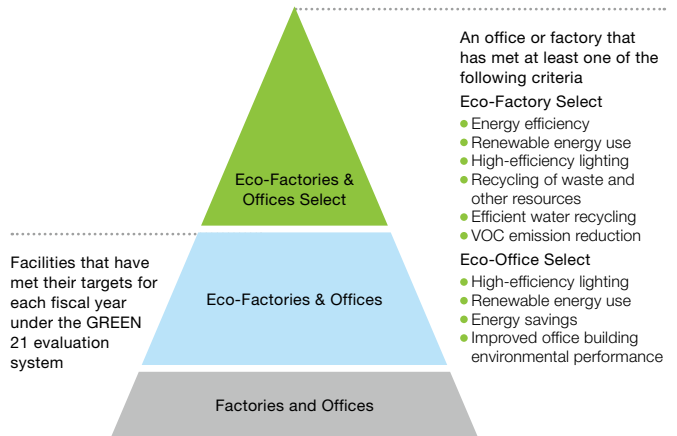 An office or factory that
has met at least one of the
following criteria
Eco-Factory Select
● Energy efficiency
● Renewable energy use
● High-efficiency lighting
● Recycling of waste and
other resources
● Efficient water recycling
● VOC emission reduction
Eco-Office Select
● High-efficiency lighting
● Renewable energy use
● Energy savings
● Improved office building
environmental performance
Eco-Factories &
Offices Select
Facilities that have
met their targets for
each fiscal year
under the GREEN
21 evaluation
system
Eco-Factories & Offices
Factories and Offices